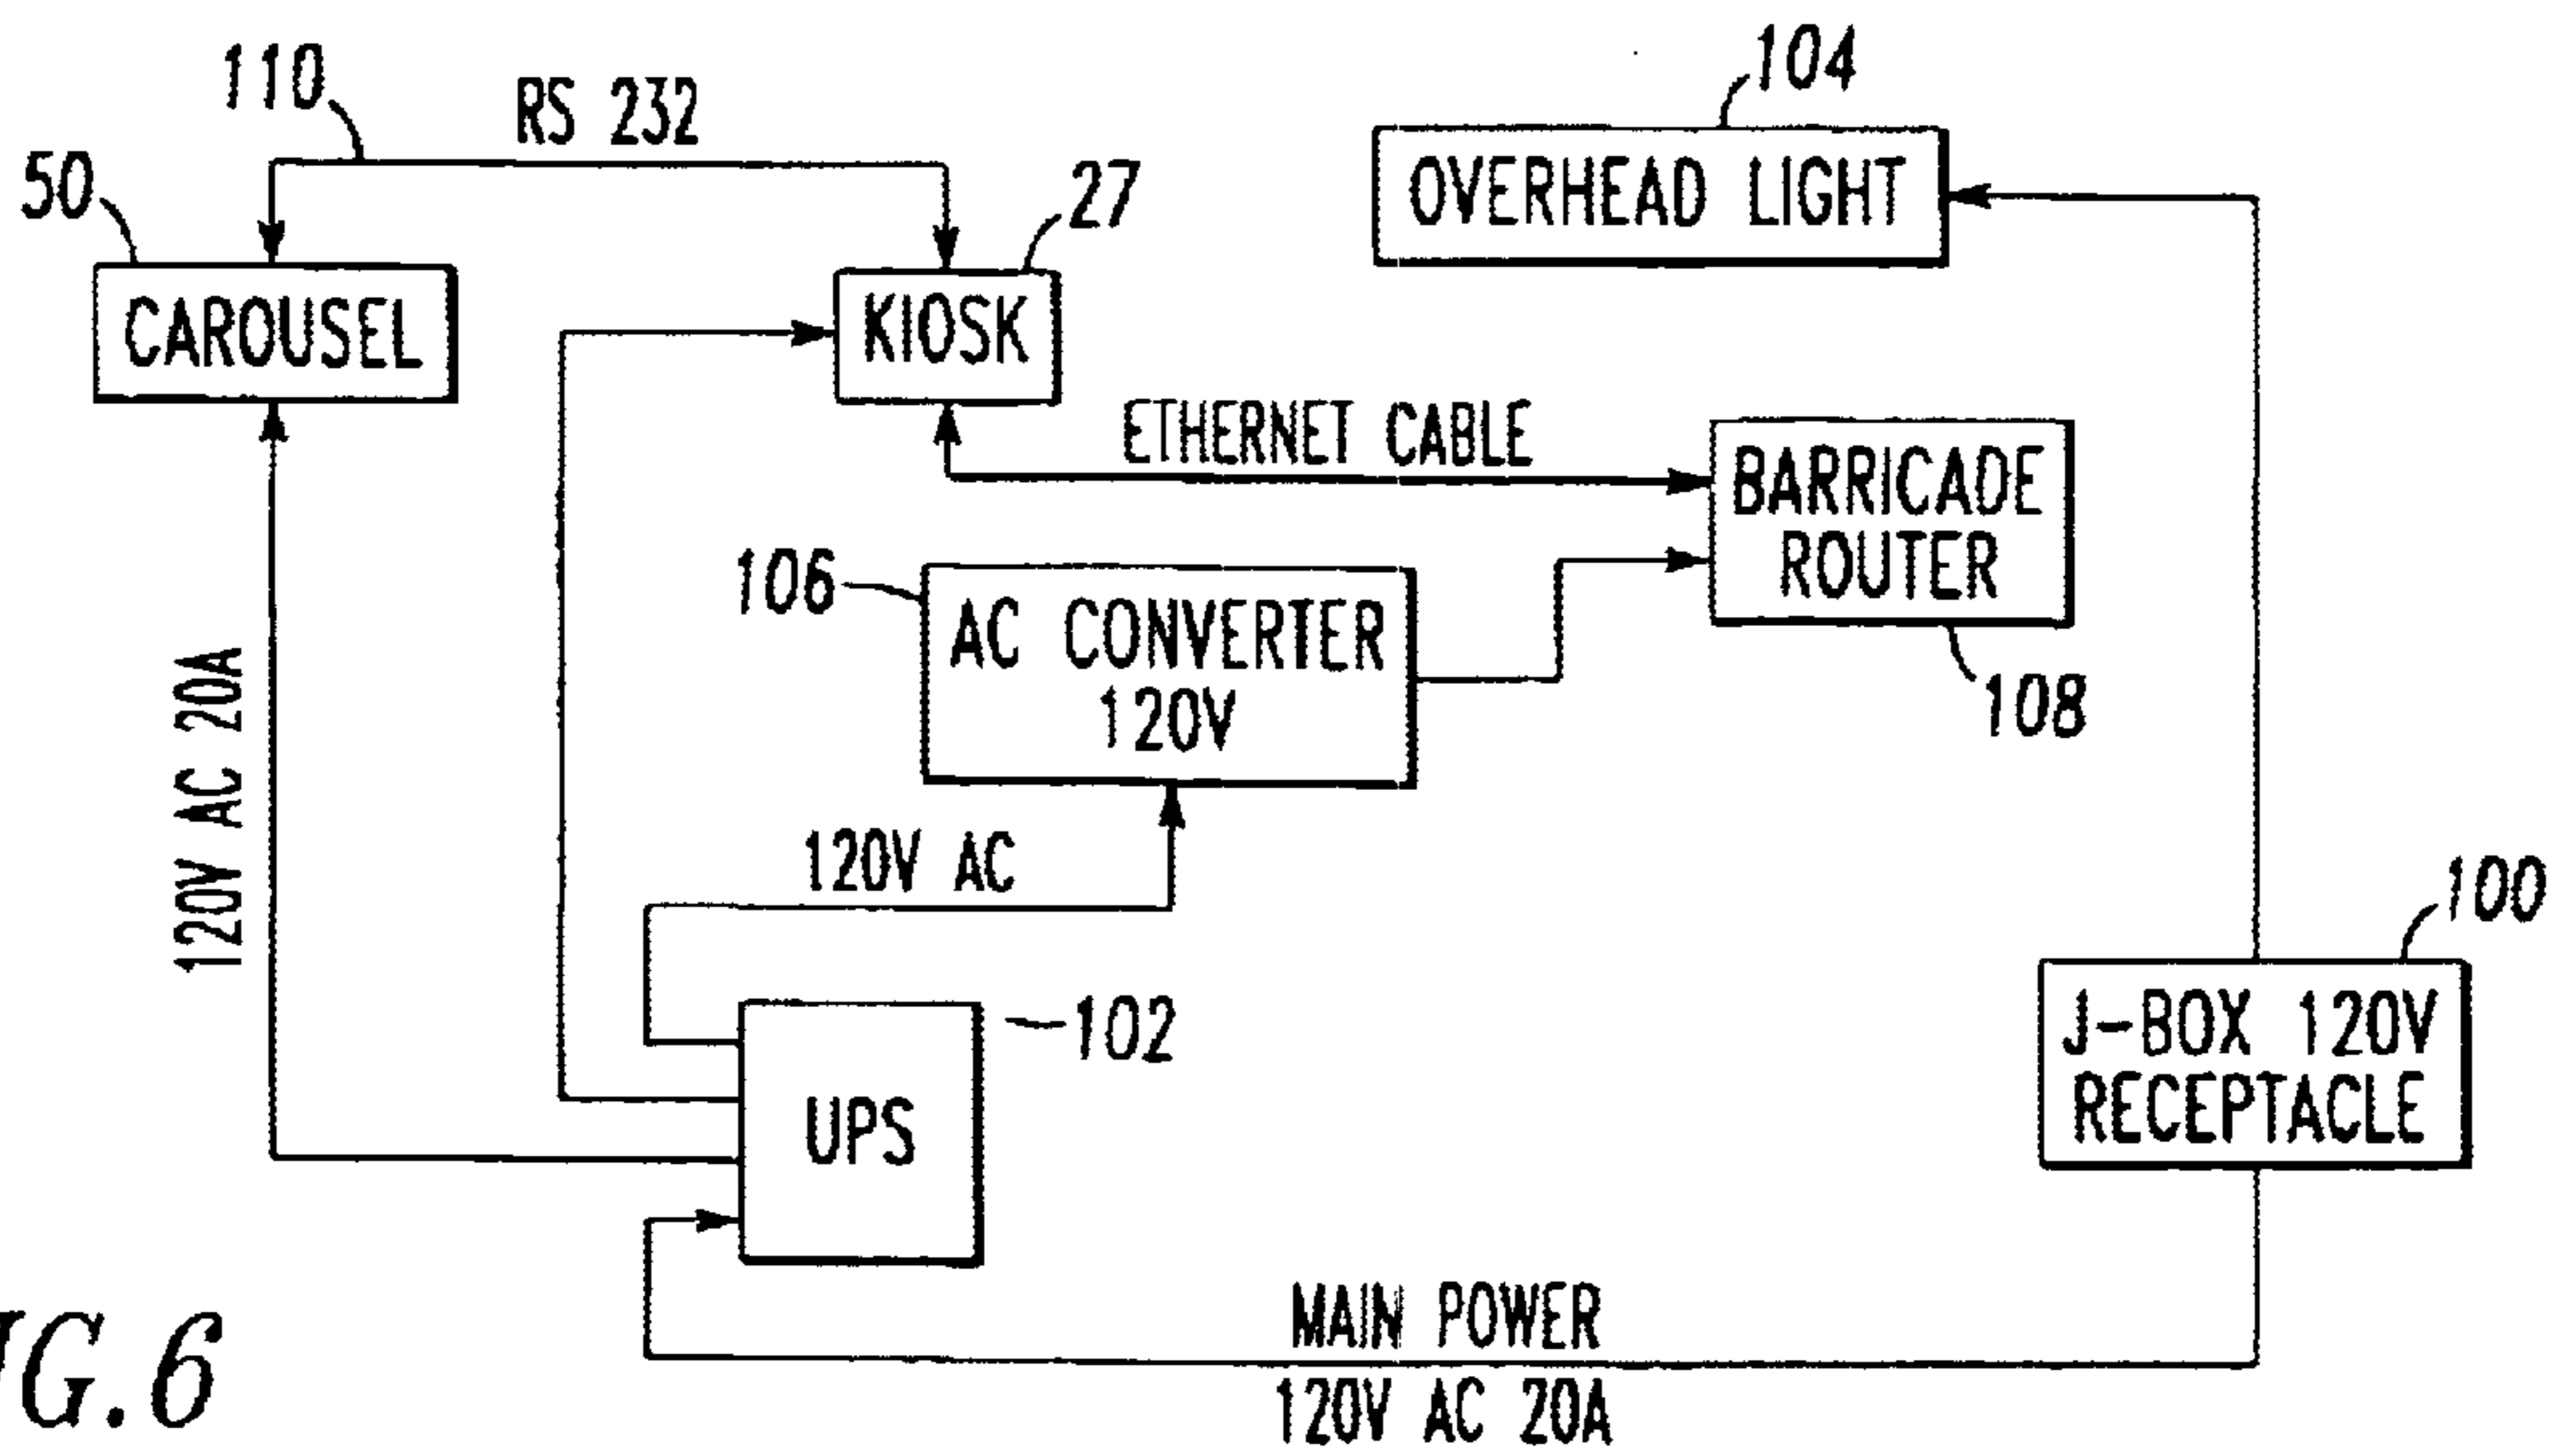 110
RS 232
104
50
27
OVERHEAD LIGHT
CAROUSEL
KIOSK
ETHERNET CABLE
BARRICADE
ROUTER
106
AC CONVERTER
120V
108
120V AC 20A
120V AC
100
102
J-BOX 120V
RECEPTACLE
UPS
MAIN POWER
120V AC 20A
IG. 6